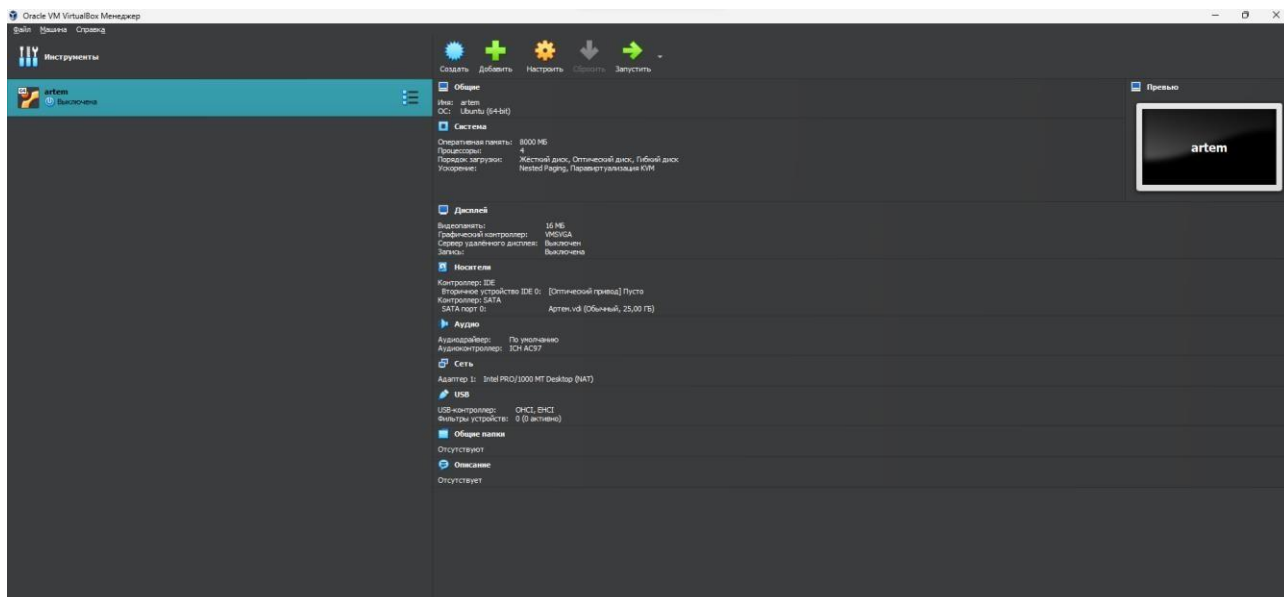 Oracle VM VirtualBox Менеджер
Файл Машина Справка
Инструменты
Создать Добавить Настроить Сбросить Запустить
artem
Выключена
Общие
Имя: artem
ОС: Ubuntu (64-bit)
Система
Оперативная память: 8000 МБ
Процессоры: 4
Порядок загрузки: Жёсткий диск, Оптический диск, Гибкий диск
Ускорение: Nested Paging, Паравиртуализация KVM
Превью
artem
Дисплей
Видеопамять: 16 МБ
Графический контроллер: VMSVGA
Сервер удалённого дисплея: Выключен
Запись: Выключена
Носители
Контроллер: IDE
Вторичное устройство IDE 0: [Оптический привод] Пусто
Контроллер: SATA
SATA порт 0: Артем.vdi (Обычный, 25,00 ГБ)
Аудио
Аудиодрайвер: По умолчанию
Аудиоконтроллер: ICH AC97
Сеть
Адаптер 1: Intel PRO/1000 MT Desktop (NAT)
USB
USB-контроллер: OHCI, EHCI
Фильтры устройств: 0 (0 активно)
Общие папки
Отсутствуют
Описание
Отсутствует